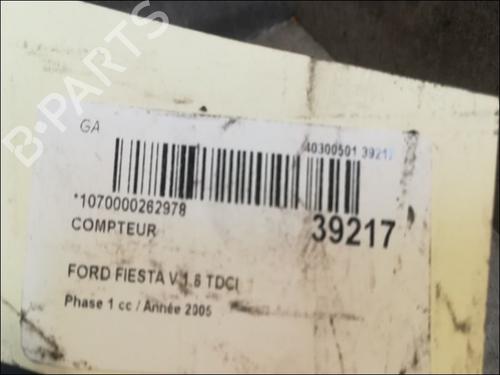 B-PARTS
GA
40300501 39217
*1070000262978
39217
COMPTEUR
FORD FIESTA V 1.6 TDCI
Phase 1 cc / Année 2005